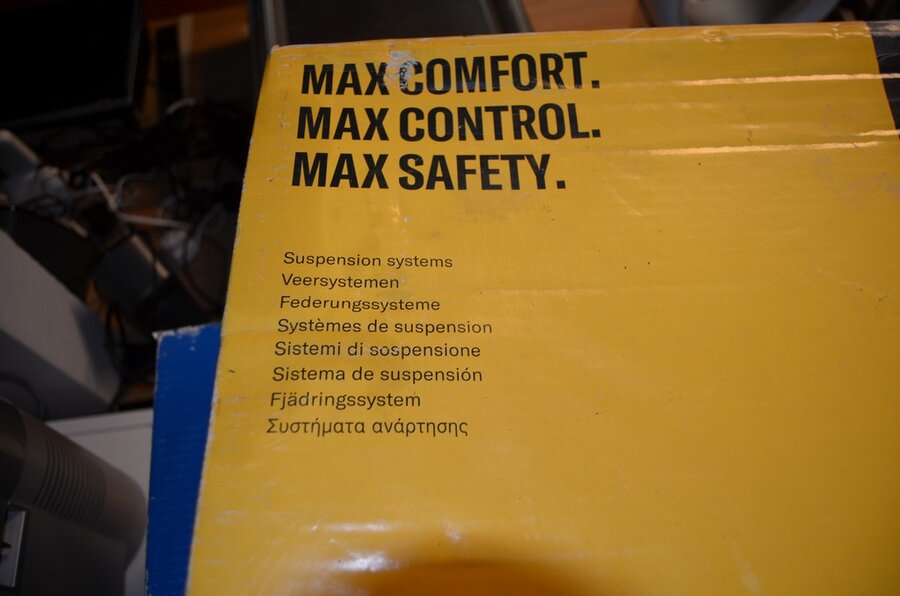 MAX COMFORT.
MAX CONTROL.
MAX SAFETY.
Suspension systems
Veersystemen
Federungssysteme
Systèmes de suspension
Sistemi di sospensione
Sistema de suspensión
Fjädringssystem
Συστήματα ανάρτησης